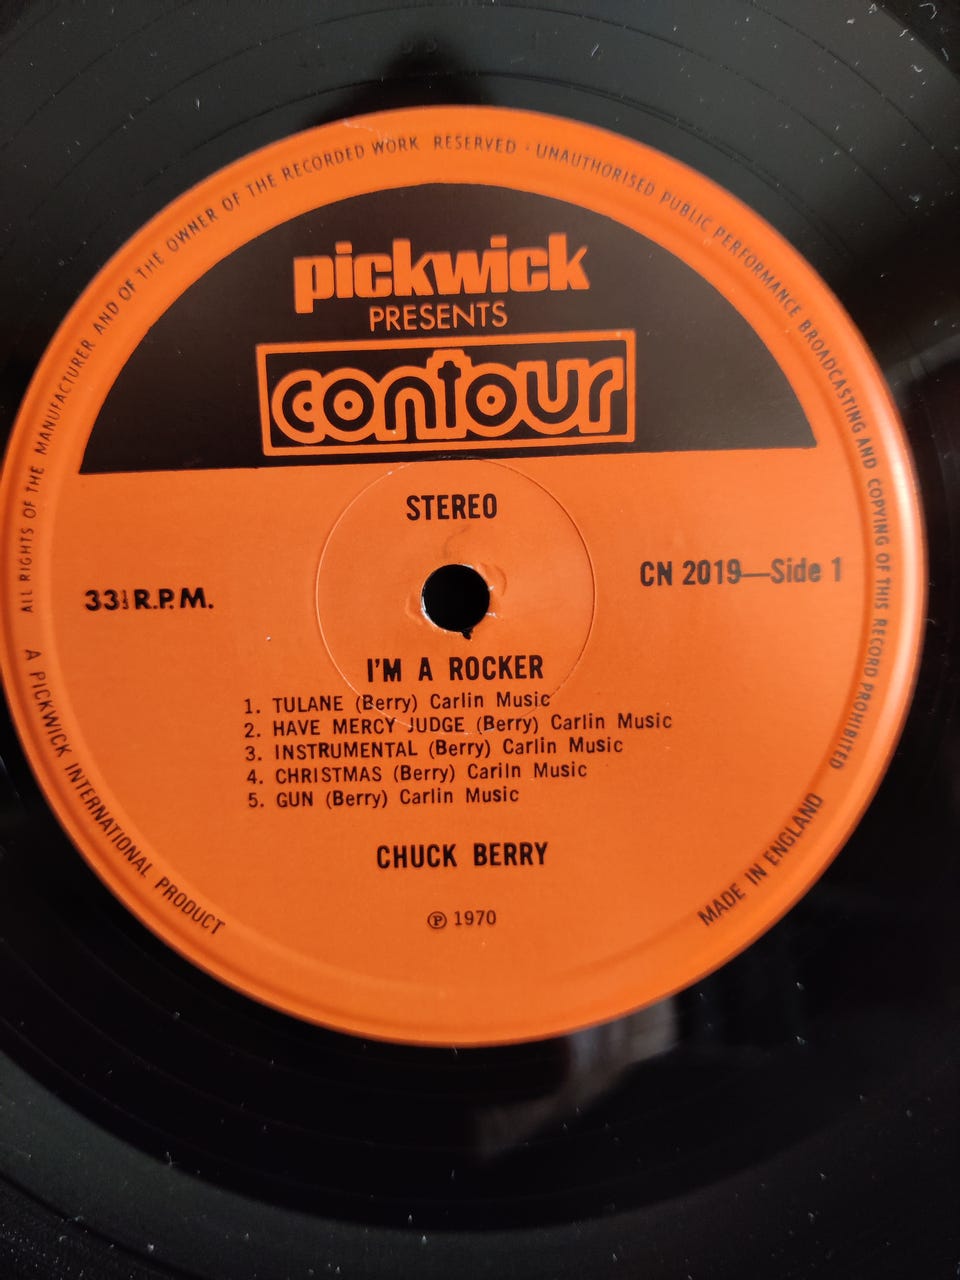 ALL RIGHTS OF THE MANUFACTURER AND OF THE OWNER OF THE RECORDED WORK RESERVED · UNAUTHORISED PUBLIC PERFORMANCE BROADCASTING AND COPYING OF THIS RECORD PROHIBITED
pickwick
PRESENTS
contour
STEREO
33⅓ R.P.M.
CN 2019—Side 1
I'M A ROCKER
1. TULANE (Berry) Carlin Music
2. HAVE MERCY JUDGE (Berry) Carlin Music
3. INSTRUMENTAL (Berry) Carlin Music
4. CHRISTMAS (Berry) Cariln Music
5. GUN (Berry) Carlin Music
CHUCK BERRY
℗ 1970
A PICKWICK INTERNATIONAL PRODUCT
MADE IN ENGLAND